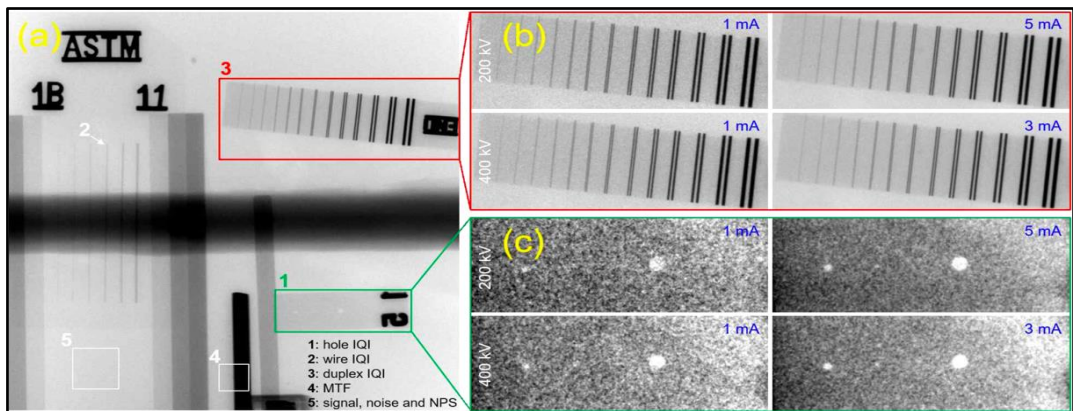 (a)
ASTM
1B 11
2
3
1
12
5
4
1: hole IQI
2: wire IQI
3: duplex IQI
4: MTF
5: signal, noise and NPS
(b)
200 kV
1 mA
5 mA
400 kV
1 mA
3 mA
(c)
200 kV
1 mA
5 mA
400 kV
1 mA
3 mA